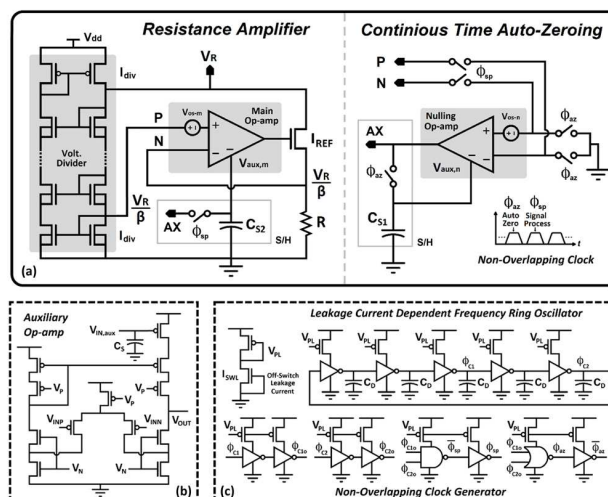 Resistance Amplifier
Continious Time Auto-Zeroing
Vdd
Idiv
VR
P
N
Vos-m
Main
Op-amp
IREF
Vaux,m
Volt.
Divider
VR
β
Idiv
AX
ϕsp
CS2
S/H
VR
β
R
(a)
P
N
ϕsp
Nulling
Op-amp
Vos-n
ϕaz
AX
Vaux,n
ϕaz
ϕaz
CS1
S/H
ϕaz
ϕsp
Auto
Zero
Signal
Process
t
Non-Overlapping Clock
Auxiliary
Op-amp
VIN,aux
CS
VP
VP
VP
VINP
VINN
VOUT
VN
VN
(b)
Leakage Current Dependent Frequency Ring Oscillator
VPL
ISWL
Off-Switch
Leakage
Current
VPL
VPL
VPL
VPL
VPL
ϕC1
ϕC2
CD
CD
CD
CD
CD
VPL
VPL
VPL
VPL
ϕC1
ϕC1o
ϕC2
ϕC2o
ϕC1o
ϕC2o
ϕsp
ϕsp
ϕC1o
ϕC2o
ϕaz
ϕaz
(c)
Non-Overlapping Clock Generator